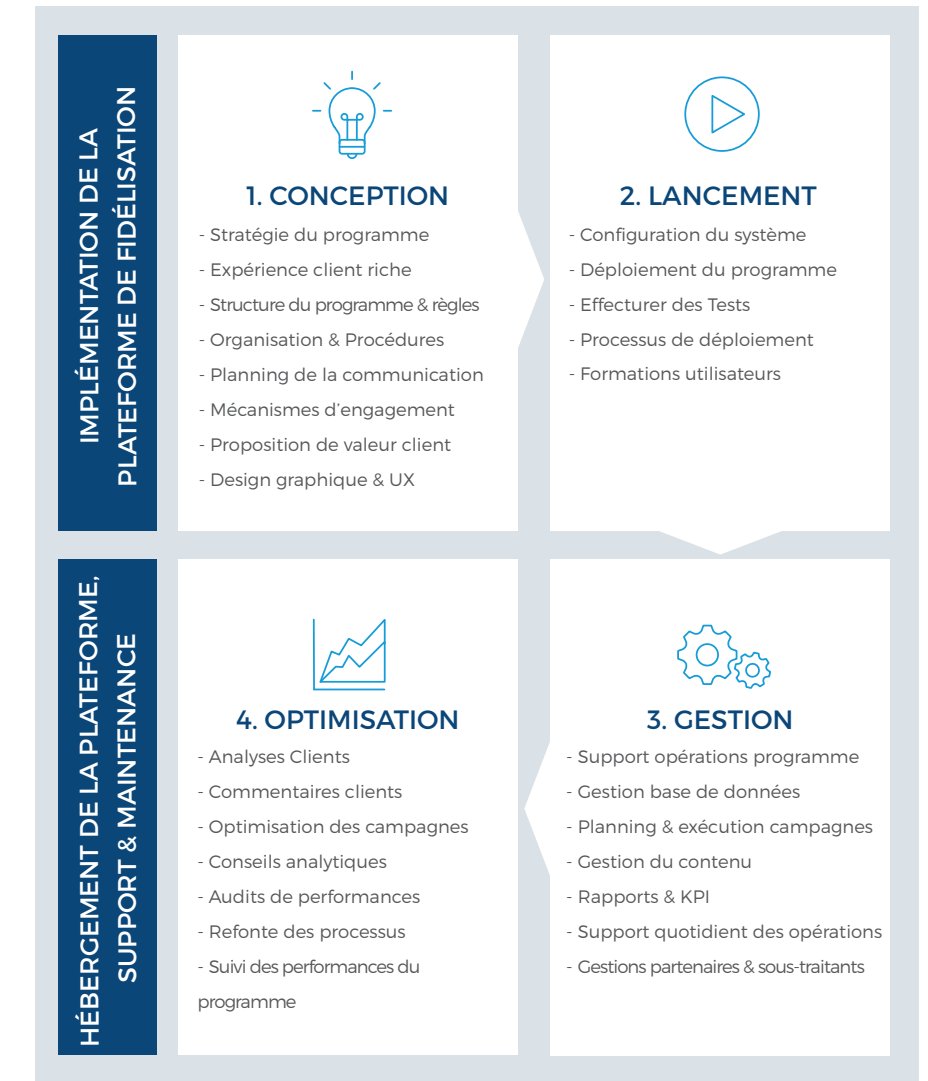 IMPLÉMENTATION DE LA
PLATEFORME DE FIDÉLISATION
1. CONCEPTION
- Stratégie du programme
- Expérience client riche
- Structure du programme & règles
- Organisation & Procédures
- Planning de la communication
- Mécanismes d'engagement
- Proposition de valeur client
- Design graphique & UX
2. LANCEMENT
- Configuration du système
- Déploiement du programme
- Effecturer des Tests
- Processus de déploiement
- Formations utilisateurs
HÉBERGEMENT DE LA PLATEFORME,
SUPPORT & MAINTENANCE
4. OPTIMISATION
- Analyses Clients
- Commentaires clients
- Optimisation des campagnes
- Conseils analytiques
- Audits de performances
- Refonte des processus
- Suivi des performances du
programme
3. GESTION
- Support opérations programme
- Gestion base de données
- Planning & exécution campagnes
- Gestion du contenu
- Rapports & KPI
- Support quotidient des opérations
- Gestions partenaires & sous-traitants